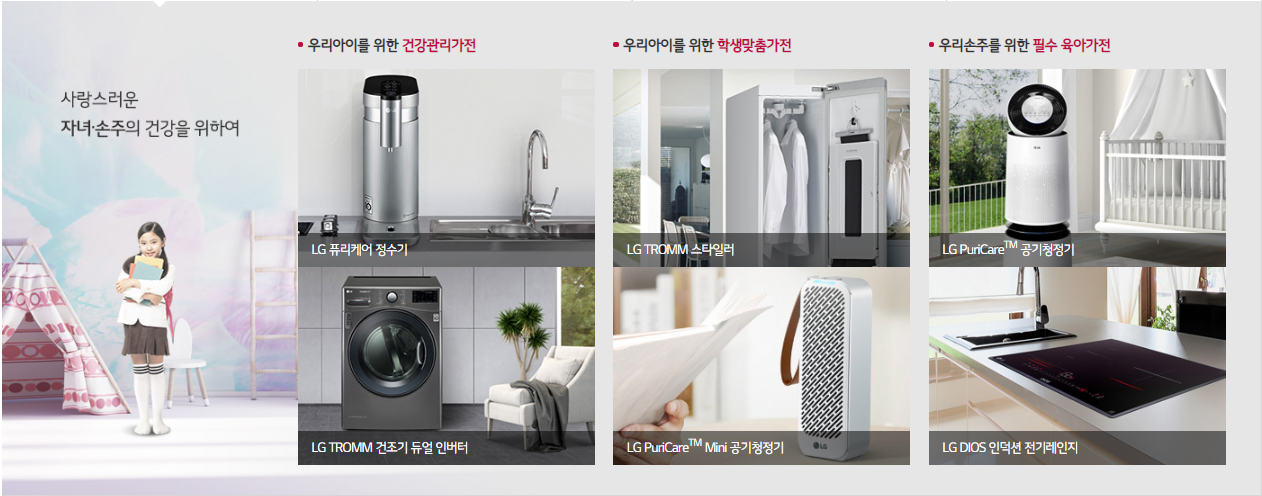 사랑스러운
자녀·손주의 건강을 위하여
우리아이를 위한 건강관리가전
LG 퓨리케어 정수기
LG TROMM 건조기 듀얼 인버터
우리아이를 위한 학생맞춤가전
LG TROMM 스타일러
LG PuriCare™ Mini 공기청정기
LG
우리손주를 위한 필수 육아가전
LG PuriCare™ 공기청정기
LG DIOS 인덕션 전기레인지